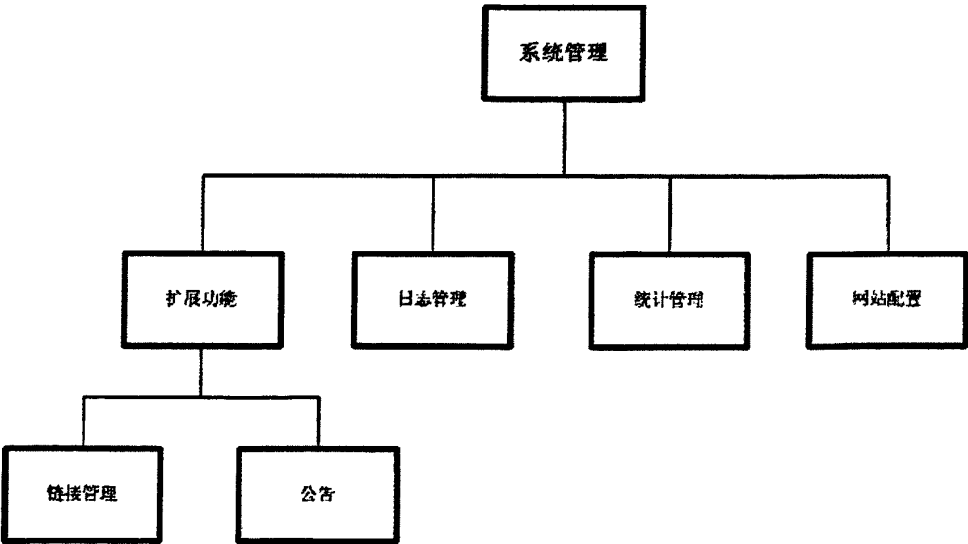 系统管理
扩展功能
日志管理
统计管理
网站配置
链接管理
公告